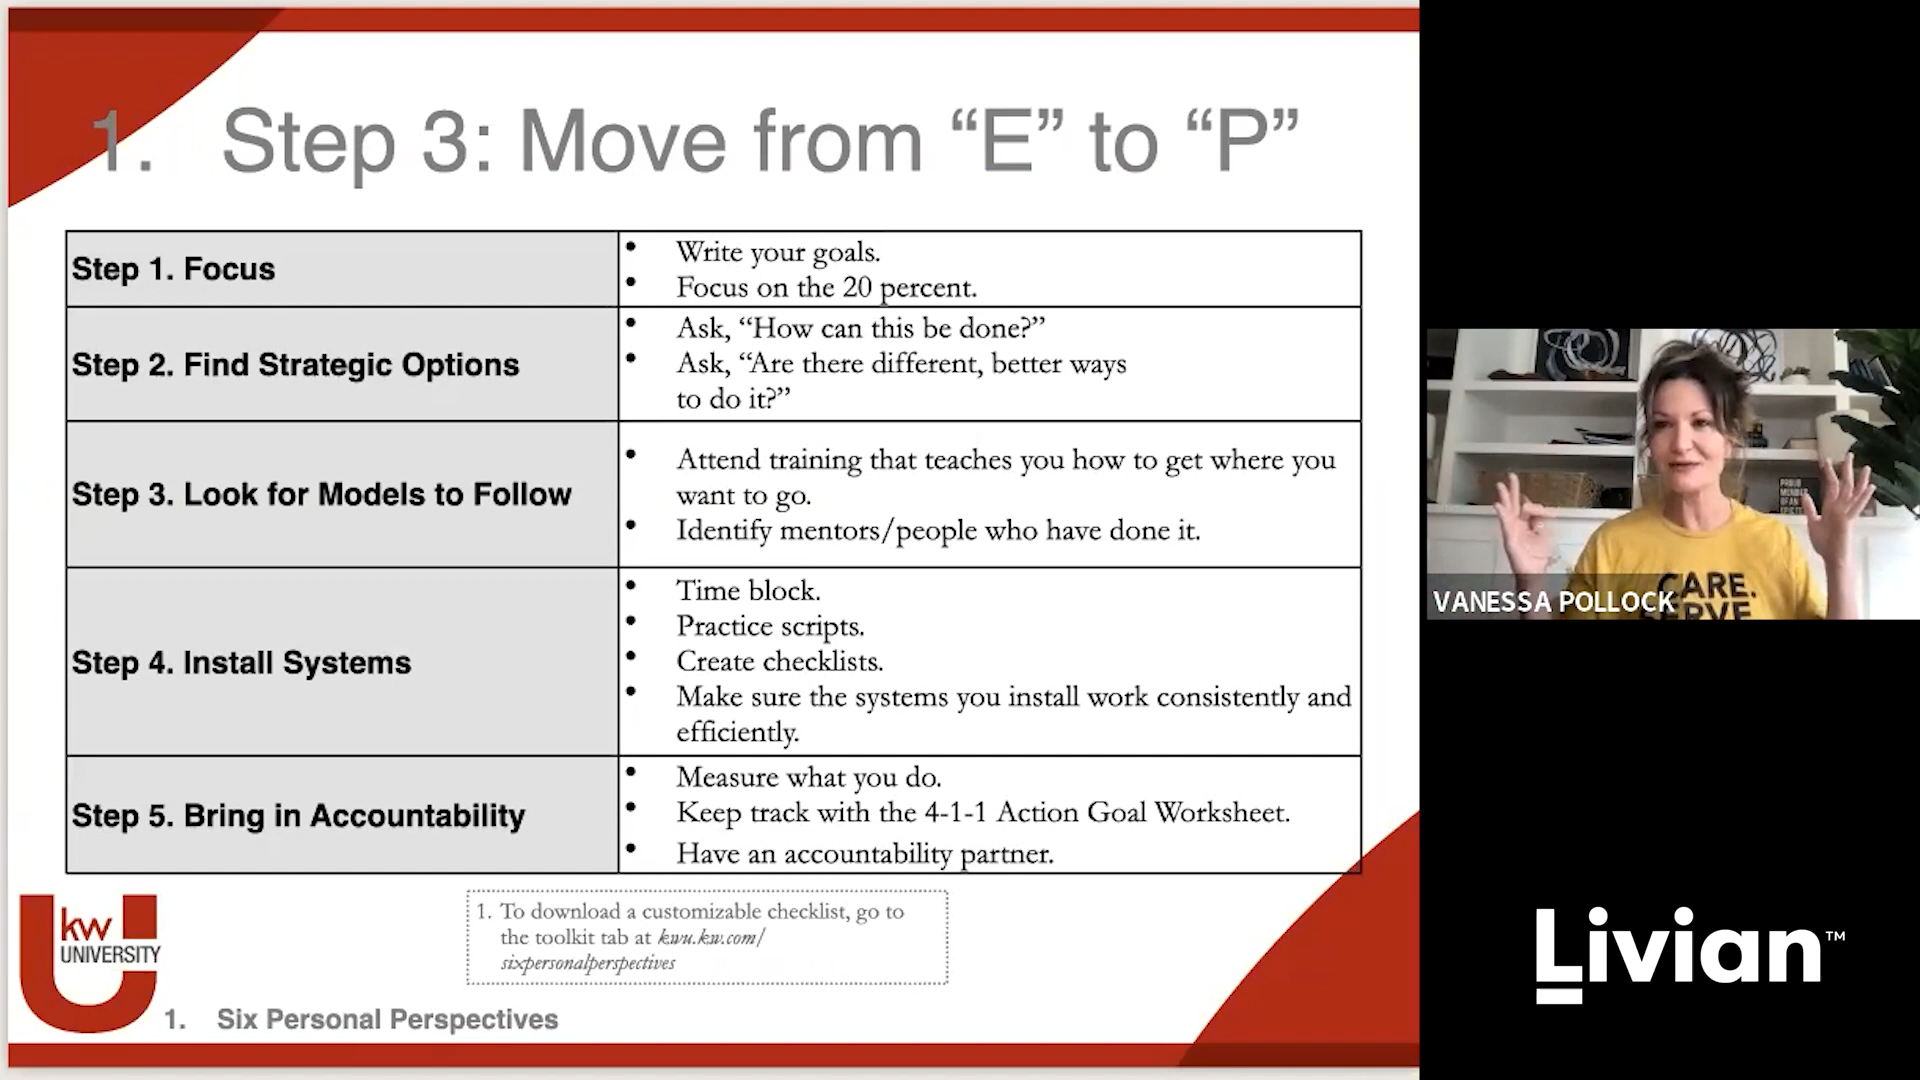 1. Step 3: Move from “E” to “P”
Step 1. Focus
• Write your goals.
• Focus on the 20 percent.
Step 2. Find Strategic Options
• Ask, “How can this be done?”
• Ask, “Are there different, better ways
to do it?”
Step 3. Look for Models to Follow
• Attend training that teaches you how to get where you
want to go.
• Identify mentors/people who have done it.
Step 4. Install Systems
• Time block.
• Practice scripts.
• Create checklists.
• Make sure the systems you install work consistently and
efficiently.
Step 5. Bring in Accountability
• Measure what you do.
• Keep track with the 4-1-1 Action Goal Worksheet.
• Have an accountability partner.
1. To download a customizable checklist, go to
the toolkit tab at kwu.kw.com/
sixpersonalperspectives
kw
UNIVERSITY
1. Six Personal Perspectives
PROUD
MEMBER
CARE.
SERVE
VANESSA POLLOCK
Livian™